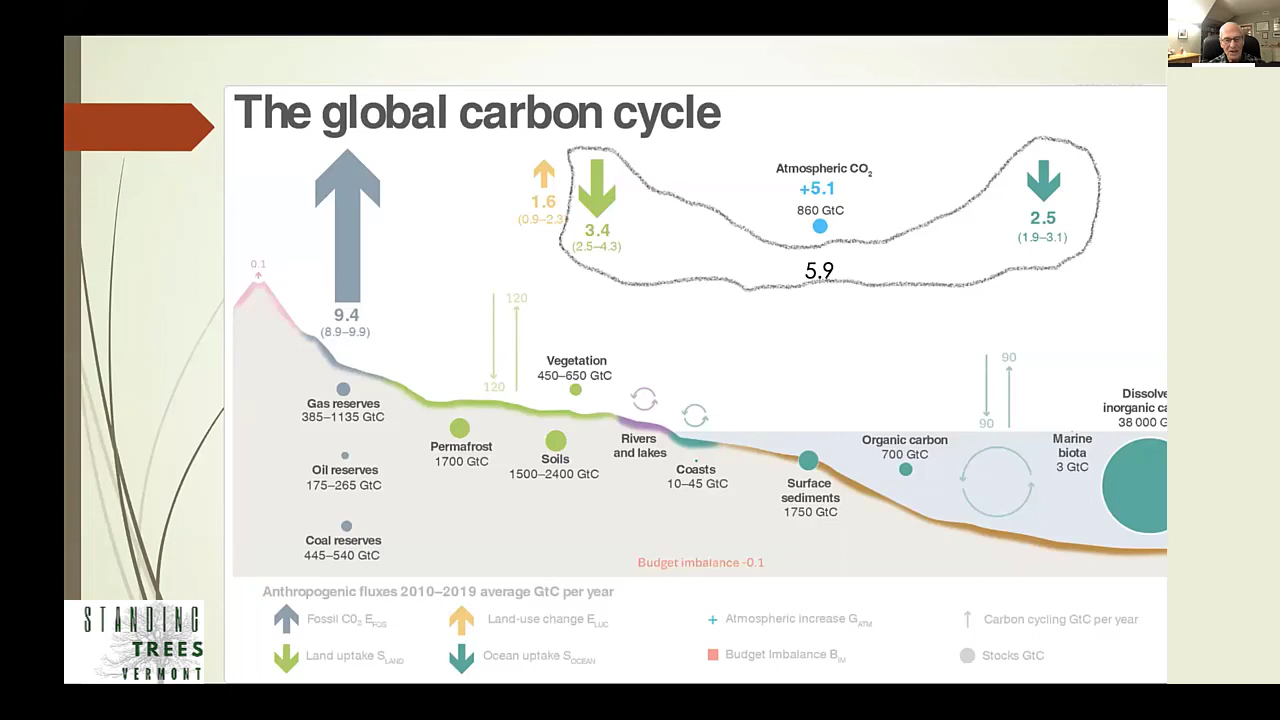 The global carbon cycle
Atmospheric CO2
+5.1
860 GtC
1.6
(0.9–2.3
3.4
(2.5–4.3)
2.5
(1.9–3.1)
5.9
0.1
9.4
(8.9–9.9)
120
120
90
90
Vegetation
450–650 GtC
Gas reserves
385–1135 GtC
Oil reserves
175–265 GtC
Coal reserves
445–540 GtC
Permafrost
1700 GtC
Soils
1500–2400 GtC
Rivers
and lakes
Coasts
10–45 GtC
Surface
sediments
1750 GtC
Organic carbon
700 GtC
Marine
biota
3 GtC
Dissolve
inorganic ca
38 000 G
Budget imbalance -0.1
Anthropogenic fluxes 2010–2019 average GtC per year
Fossil CO2 EFOS
Land-use change ELUC
Atmospheric increase GATM
Carbon cycling GtC per year
Land uptake SLAND
Ocean uptake SOCEAN
Budget Imbalance BIM
Stocks GtC
STANDING
TREES
VERMONT